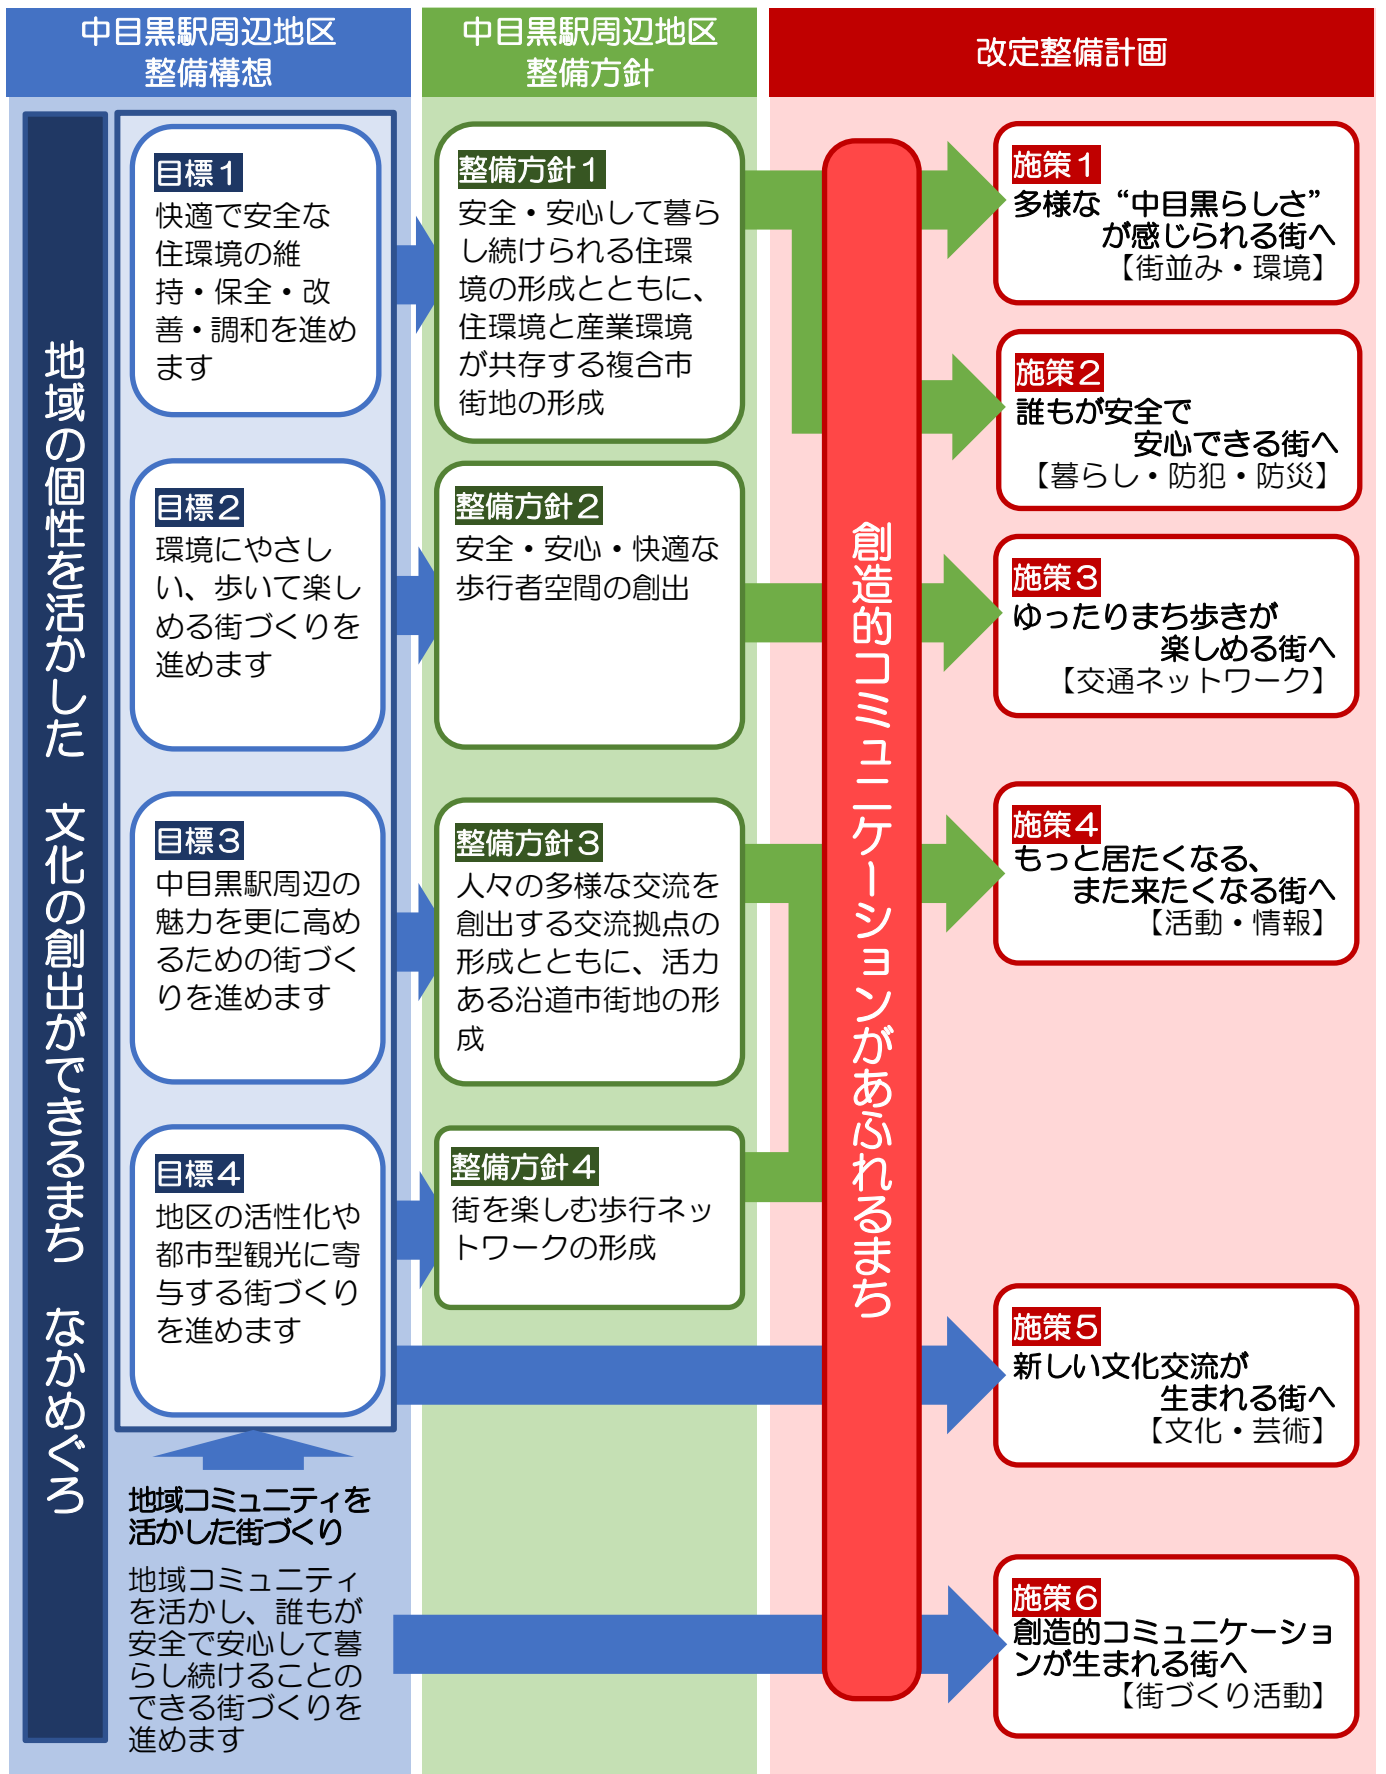 中目黒駅周辺地区
整備構想
地域の個性を活かした　文化の創出ができるまち　なかめぐろ
目標１
快適で安全な
住環境の維
持・保全・改
善・調和を進め
ます
目標２
環境にやさし
い、歩いて楽し
める街づくりを
進めます
目標３
中目黒駅周辺の
魅力を更に高め
るための街づく
りを進めます
目標４
地区の活性化や
都市型観光に寄
与する街づくり
を進めます
地域コミュニティを
活かした街づくり
地域コミュニティ
を活かし、誰もが
安全で安心して暮
らし続けることの
できる街づくりを
進めます
中目黒駅周辺地区
整備方針
整備方針１
安全・安心して暮ら
し続けられる住環
境の形成とともに、
住環境と産業環境
が共存する複合市
街地の形成
整備方針２
安全・安心・快適な
歩行者空間の創出
整備方針３
人々の多様な交流を
創出する交流拠点の
形成とともに、活力
ある沿道市街地の形
成
整備方針４
街を楽しむ歩行ネッ
トワークの形成
改定整備計画
創造的コミュニケーションがあふれるまち
施策１
多様な“中目黒らしさ”
が感じられる街へ
【街並み・環境】
施策２
誰もが安全で
安心できる街へ
【暮らし・防犯・防災】
施策３
ゆったりまち歩きが
楽しめる街へ
【交通ネットワーク】
施策４
もっと居たくなる、
また来たくなる街へ
【活動・情報】
施策５
新しい文化交流が
生まれる街へ
【文化・芸術】
施策６
創造的コミュニケーショ
ンが生まれる街へ
【街づくり活動】